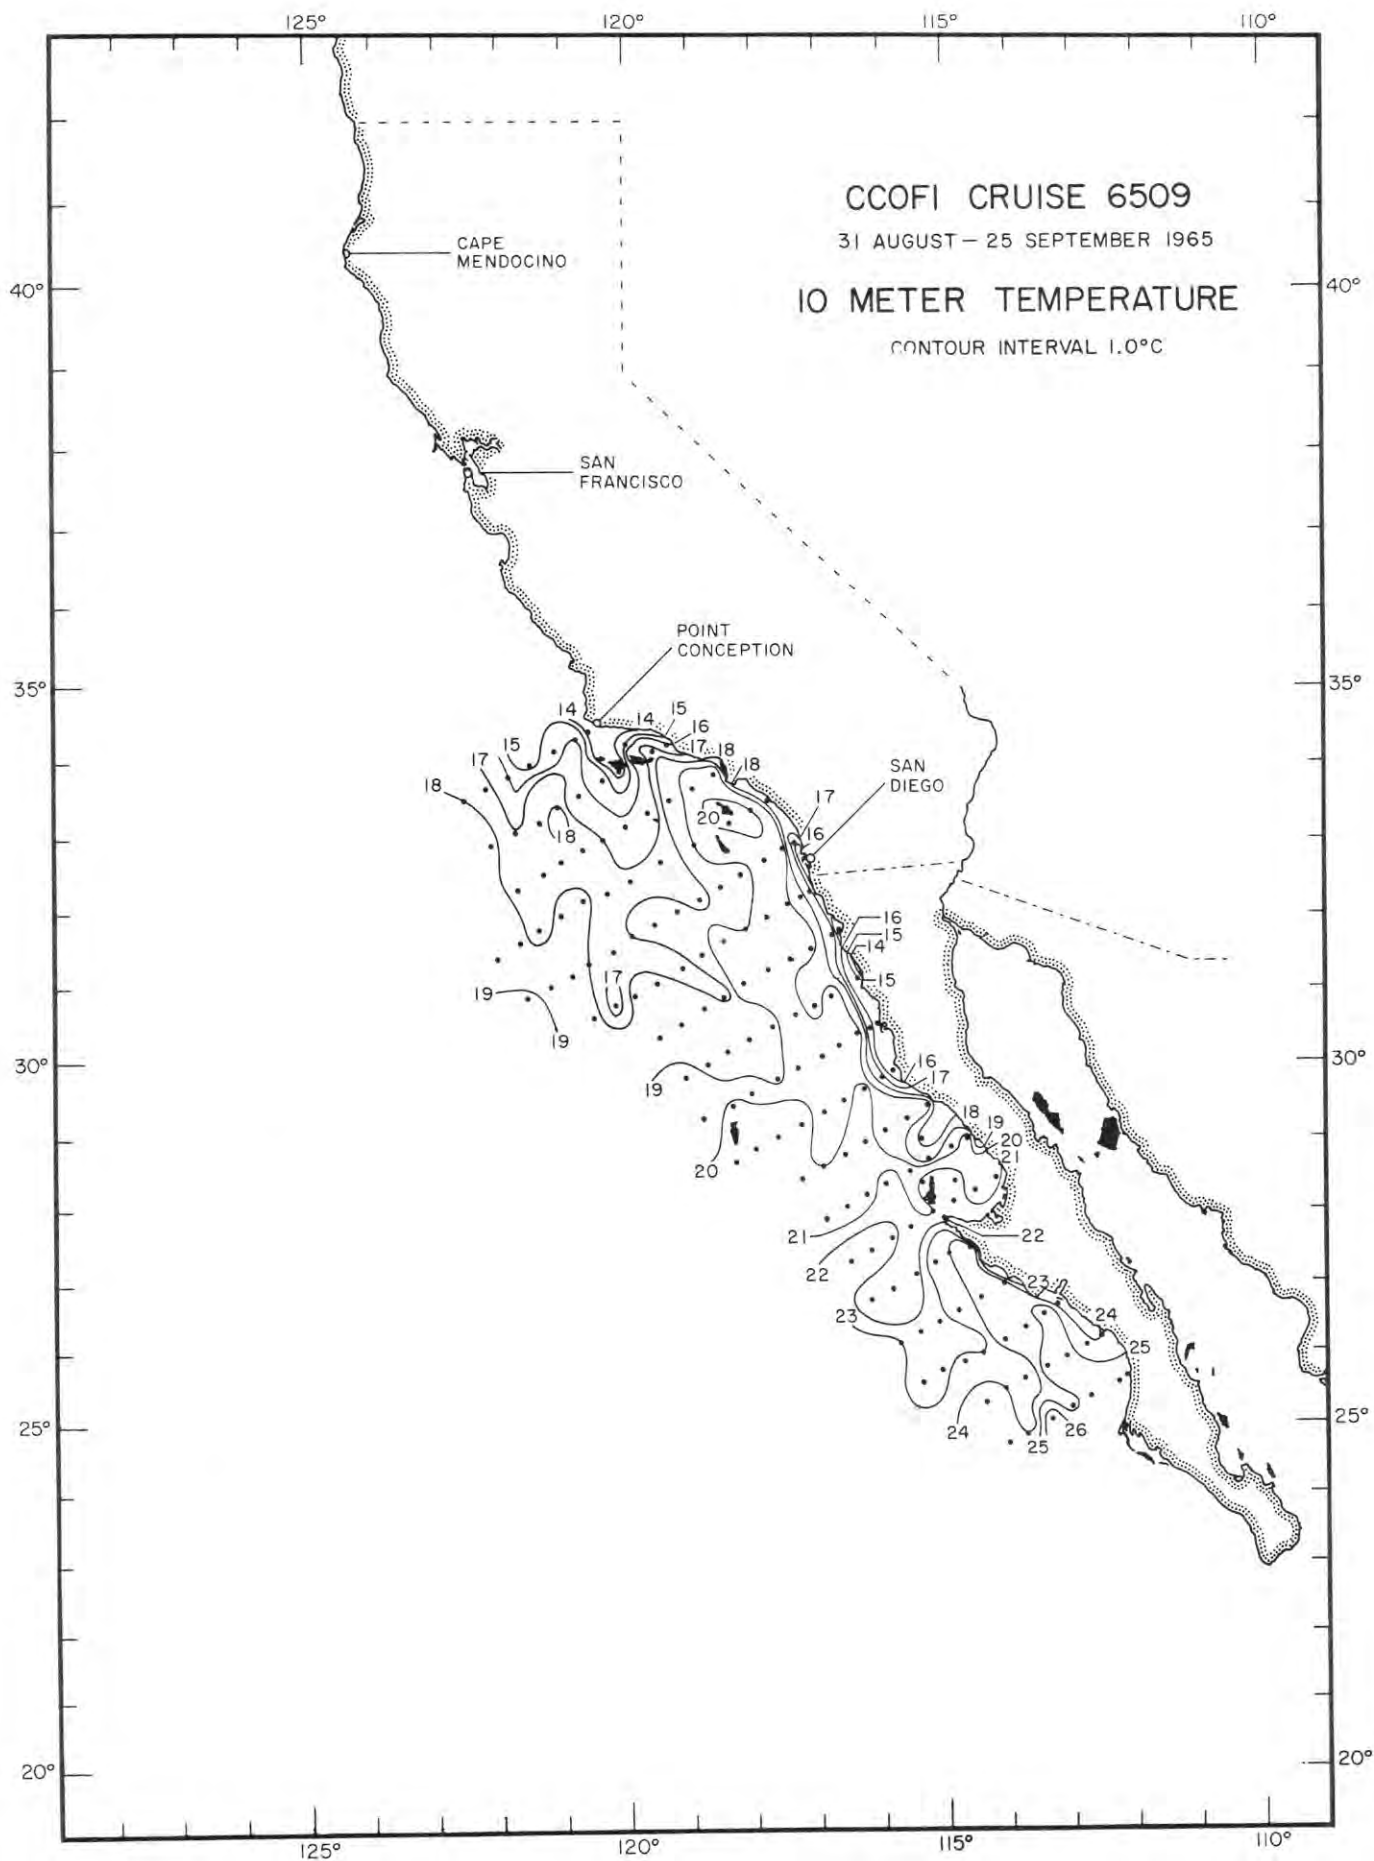 125° 120° 115° 110°
CCOFI CRUISE 6509
31 AUGUST — 25 SEPTEMBER 1965
10 METER TEMPERATURE
CONTOUR INTERVAL 1.0°C
CAPE
MENDOCINO
40° 40°
SAN
FRANCISCO
POINT
CONCEPTION
35° 35°
14 14 15
15 16
17 17 18
18 18
SAN
DIEGO
17
20 16
18
16
15
14
15
17
19
19
30° 30°
19 16
17
18
19
20
20 21
21 22
22
23 23
24
25
24 25 26
25° 25°
20° 20°
125° 120° 115° 110°